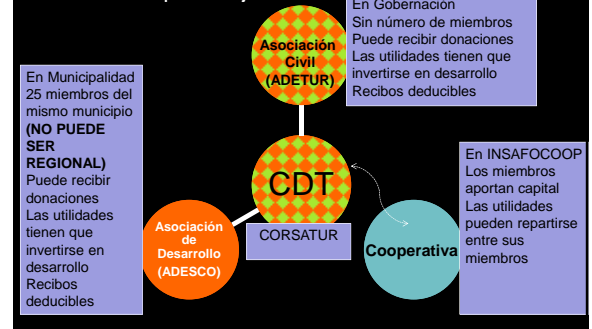 En Gobernación
Sin número de miembros
Puede recibir donaciones
Las utilidades tienen que
invertirse en desarrollo
Recibos deducibles
Asociación
Civil
(ADETUR)
En Municipalidad
25 miembros del
mismo municipio
(NO PUEDE
SER
REGIONAL)
Puede recibir
donaciones
Las utilidades
tienen que
invertirse en
desarrollo
Recibos
deducibles
CDT
CORSATUR
Asociación
de
Desarrollo
(ADESCO)
Cooperativa
En INSAFOCOOP
Los miembros
aportan capital
Las utilidades
pueden repartirse
entre sus
miembros